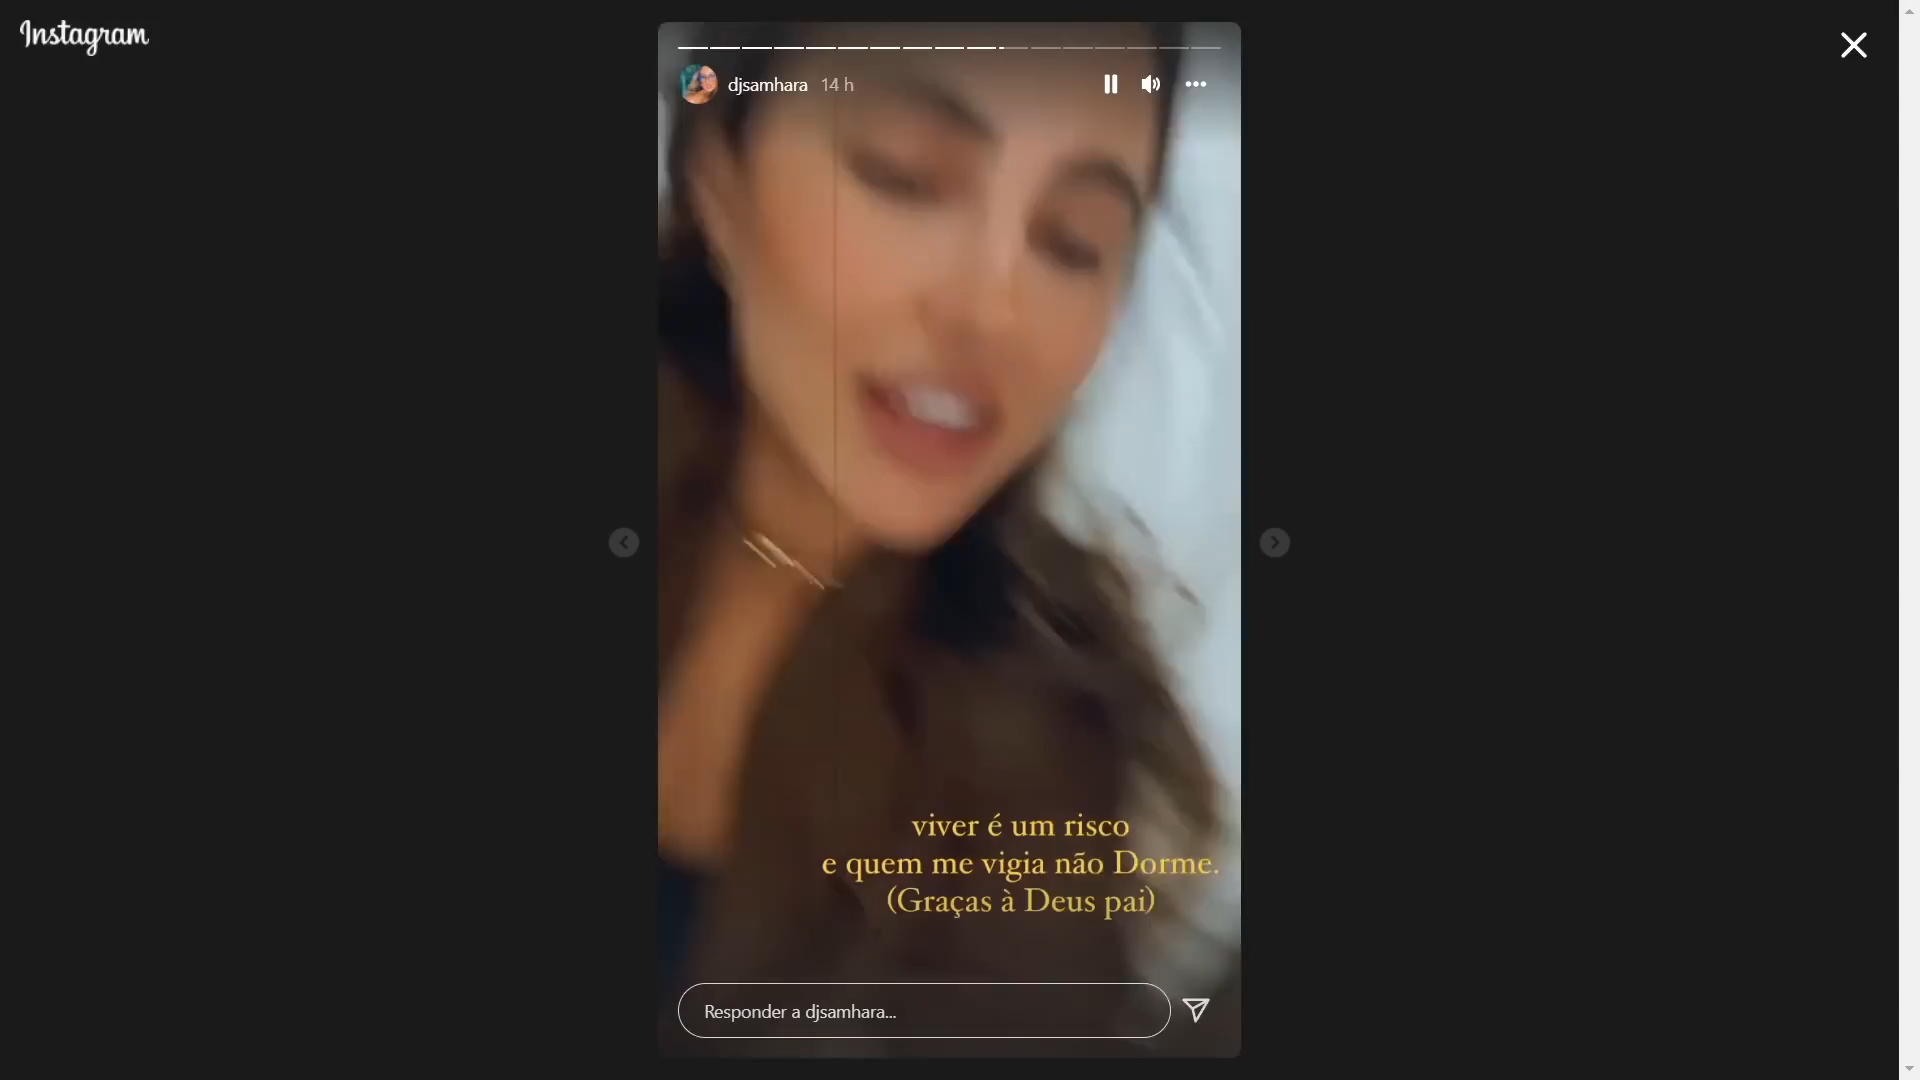 Instagram
djsamhara 14 h
viver é um risco
e quem me vigia não Dorme.
(Graças à Deus pai)
Responder a djsamhara...